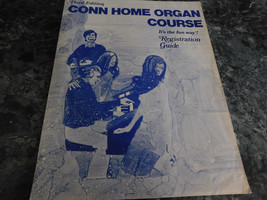 Third Edition
CONN HOME ORGAN
COURSE
It's the fun way!
Registration
Guide